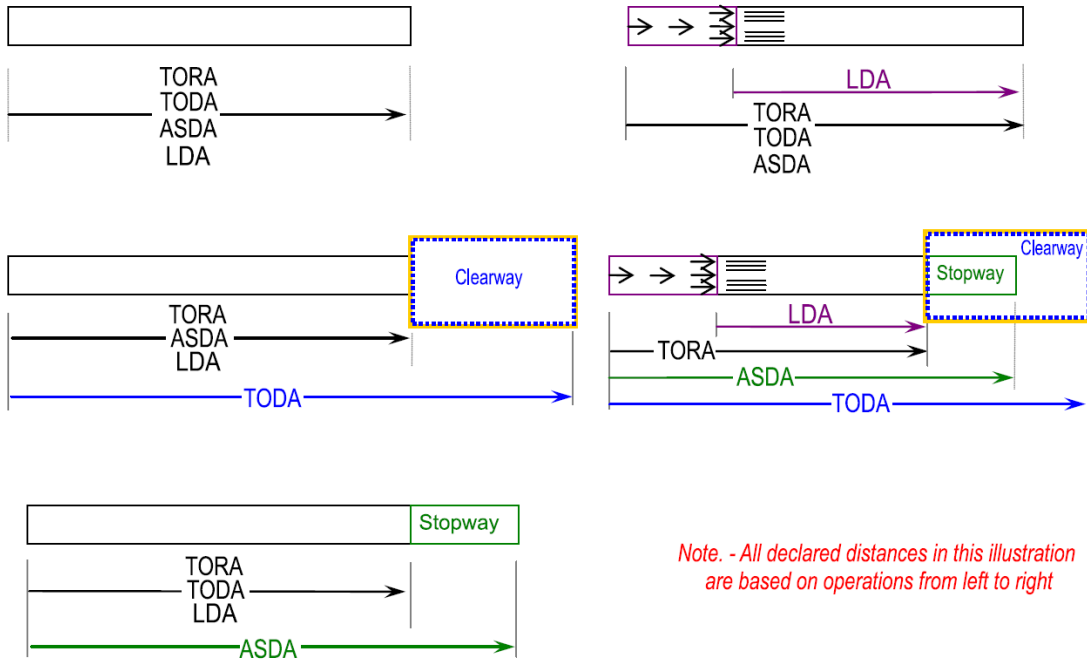 TORA
TODA
ASDA
LDA
LDA
TORA
TODA
ASDA
Clearway
TORA
ASDA
LDA
TODA
Clearway
Stopway
LDA
TORA
ASDA
TODA
Stopway
TORA
TODA
LDA
ASDA
Note. - All declared distances in this illustration
are based on operations from left to right